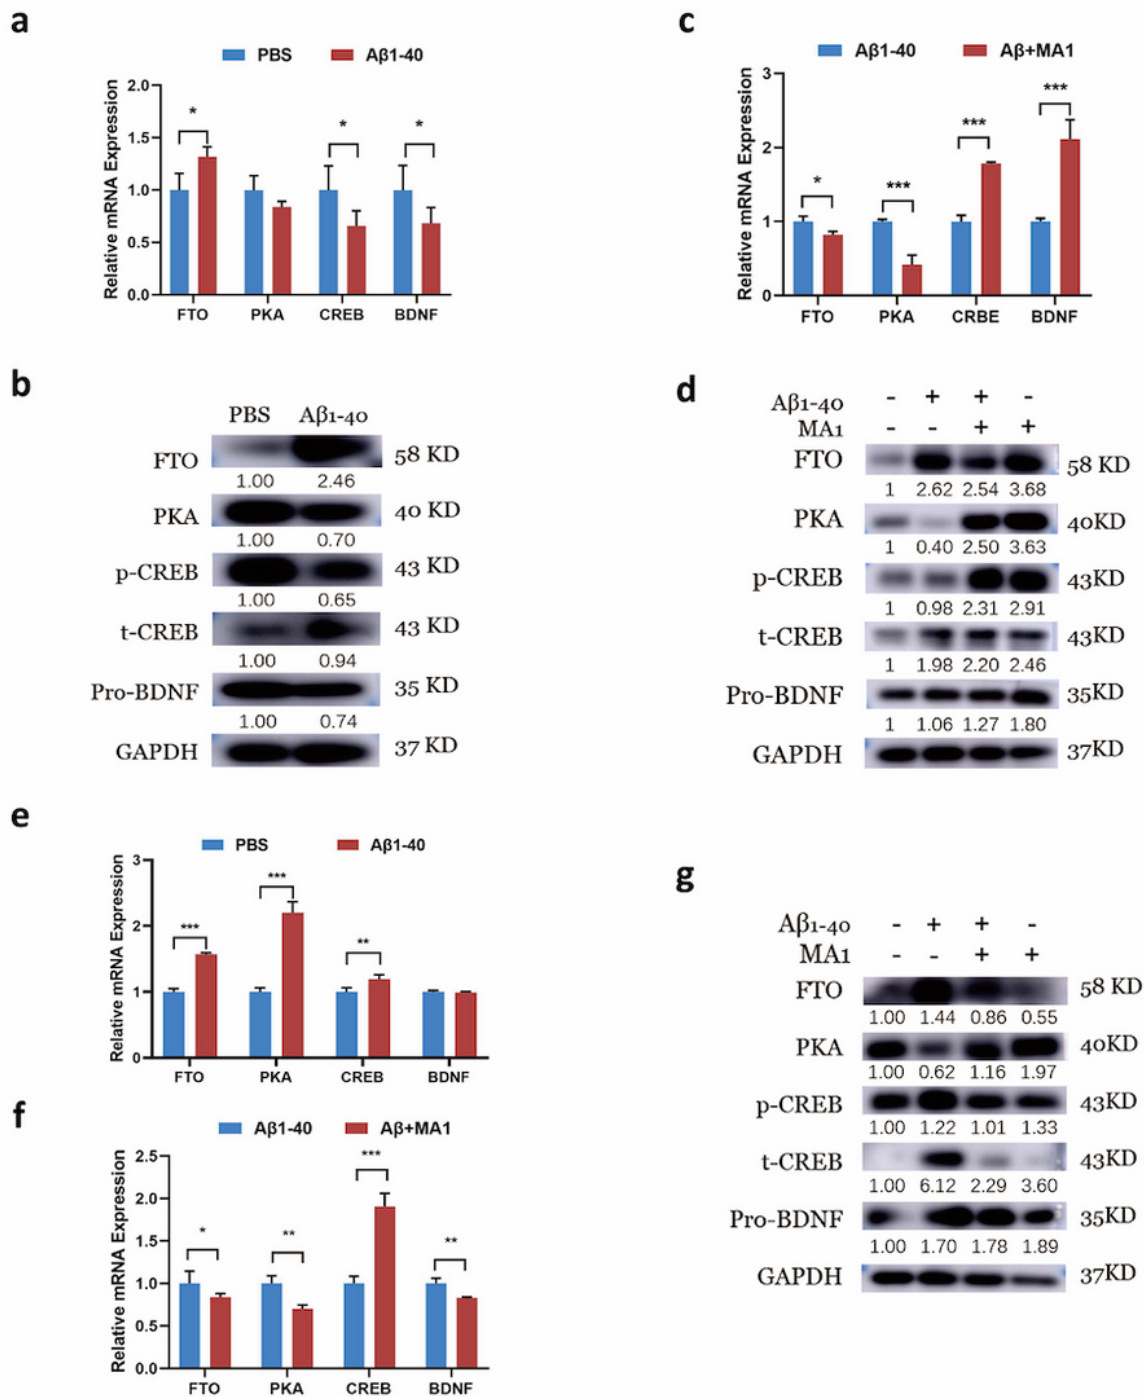 a
PBS Aβ1-40
Relative mRNA Expression
2.0
1.5
1.0
0.5
0.0
* * *
FTO PKA CREB BDNF
c
Aβ1-40 Aβ+MA1
Relative mRNA Expression
3
2
1
0
* *** *** ***
FTO PKA CRBE BDNF
b
PBS Aβ1-40
FTO 58 KD
1.00 2.46
PKA 40 KD
1.00 0.70
p-CREB 43 KD
1.00 0.65
t-CREB 43 KD
1.00 0.94
Pro-BDNF 35 KD
1.00 0.74
GAPDH 37 KD
d
Aβ1-40 - + + -
MA1 - - + +
FTO 58 KD
1 2.62 2.54 3.68
PKA 40KD
1 0.40 2.50 3.63
p-CREB 43KD
1 0.98 2.31 2.91
t-CREB 43KD
1 1.98 2.20 2.46
Pro-BDNF 35KD
1 1.06 1.27 1.80
GAPDH 37KD
e
PBS Aβ1-40
Relative mRNA Expression
3
2
1
0
*** *** **
FTO PKA CREB BDNF
f
Aβ1-40 Aβ+MA1
Relative mRNA Expression
2.5
2.0
1.5
1.0
0.5
0.0
* ** *** **
FTO PKA CREB BDNF
g
Aβ1-40 - + + -
MA1 - - + +
FTO 58 KD
1.00 1.44 0.86 0.55
PKA 40KD
1.00 0.62 1.16 1.97
p-CREB 43KD
1.00 1.22 1.01 1.33
t-CREB 43KD
1.00 6.12 2.29 3.60
Pro-BDNF 35KD
1.00 1.70 1.78 1.89
GAPDH 37KD